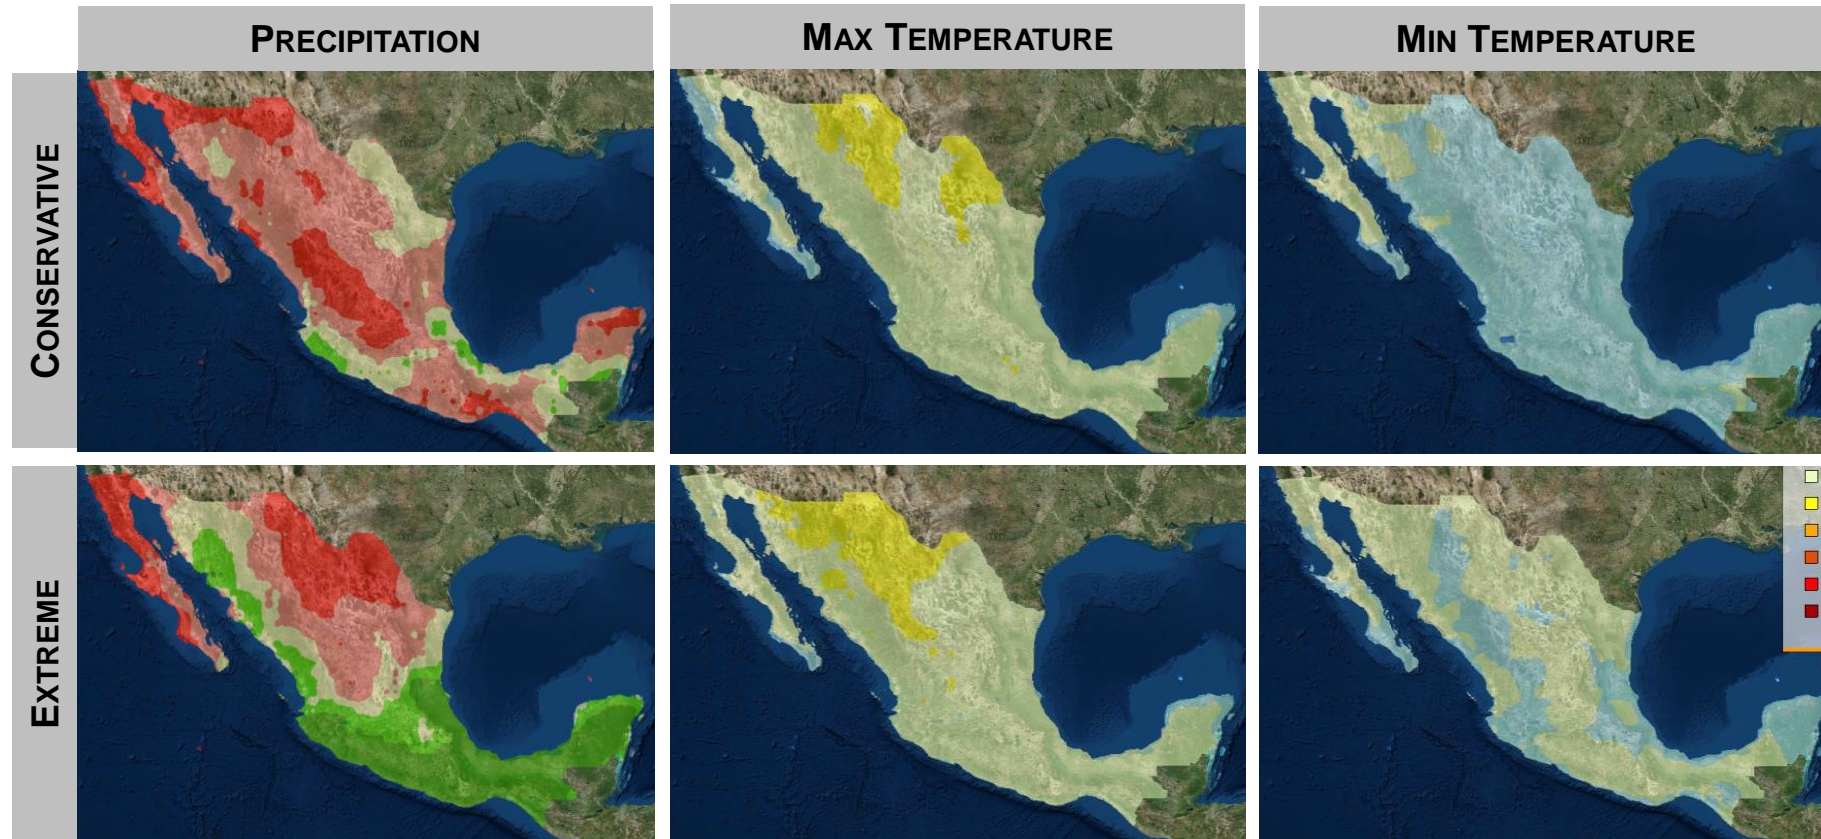 PRECIPITATION
MAX TEMPERATURE
MIN TEMPERATURE
CONSERVATIVE
EXTREME